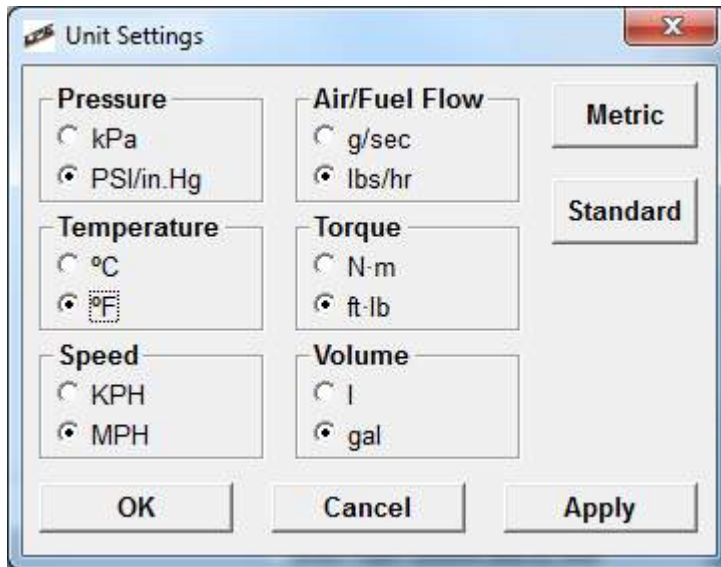 Unit Settings
Pressure
kPa
PSI/in.Hg
Temperature
ºC
ºF
Speed
KPH
MPH
Air/Fuel Flow
g/sec
lbs/hr
Torque
N·m
ft·lb
Volume
l
gal
Metric
Standard
OK
Cancel
Apply